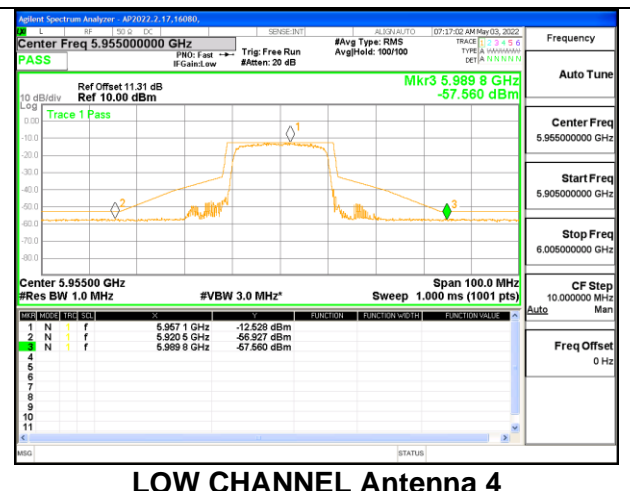 Agilent Spectrum Analyzer - AP2022.2.17,16080,
L RF 50 Ω DC SENSE:INT ALIGNAUTO 07:17:02 AM May 03, 2022
Center Freq 5.955000000 GHz #Avg Type: RMS TRACE 1 2 3 4 5 6
PASS PNO: Fast Trig: Free Run Avg|Hold: 100/100 TYPE A
IFGain:Low #Atten: 20 dB DET A N N N N N
Mkr3 5.989 8 GHz
Ref Offset 11.31 dB
10 dB/div Ref 10.00 dBm -57.560 dBm
Log
Trace 1 Pass
0.00
-10.0
-20.0
-30.0
-40.0
-50.0
-60.0
-70.0
-80.0
1
2
3
Center 5.95500 GHz Span 100.0 MHz
#Res BW 1.0 MHz #VBW 3.0 MHz* Sweep 1.000 ms (1001 pts)
MKR MODE TRC SCL X Y FUNCTION FUNCTION WIDTH FUNCTION VALUE
1 N 1 f 5.957 1 GHz -12.528 dBm
2 N 1 f 5.920 5 GHz -56.927 dBm
3 N 1 f 5.989 8 GHz -57.560 dBm
4
5
6
7
8
9
10
11
MSG STATUS
Frequency
Auto Tune
Center Freq
5.955000000 GHz
Start Freq
5.905000000 GHz
Stop Freq
6.005000000 GHz
CF Step
10.000000 MHz
Auto Man
Freq Offset
0 Hz
LOW CHANNEL Antenna 4